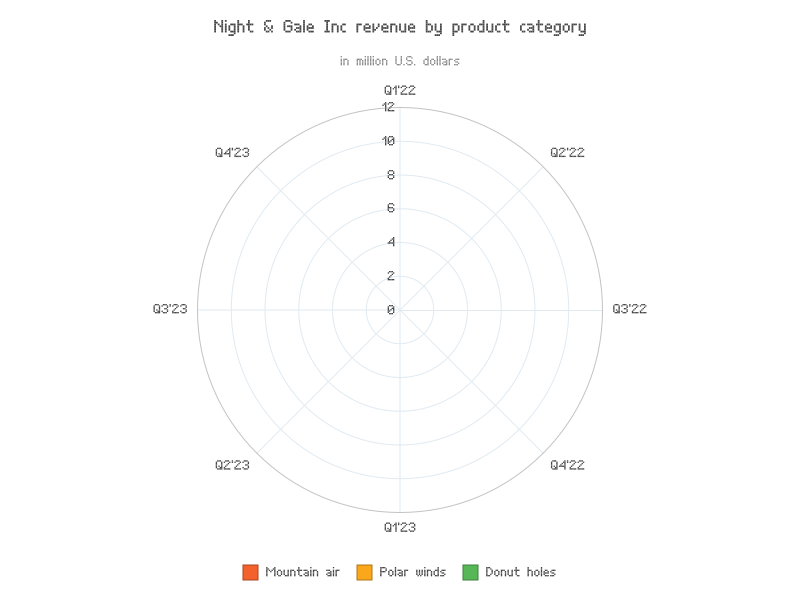 Night & Gale Inc revenue by product category
in million U.S. dollars
Q1'22
12
10
8
6
4
2
0
Q4'23
Q2'22
Q3'23
Q3'22
Q2'23
Q4'22
Q1'23
Mountain air
Polar winds
Donut holes